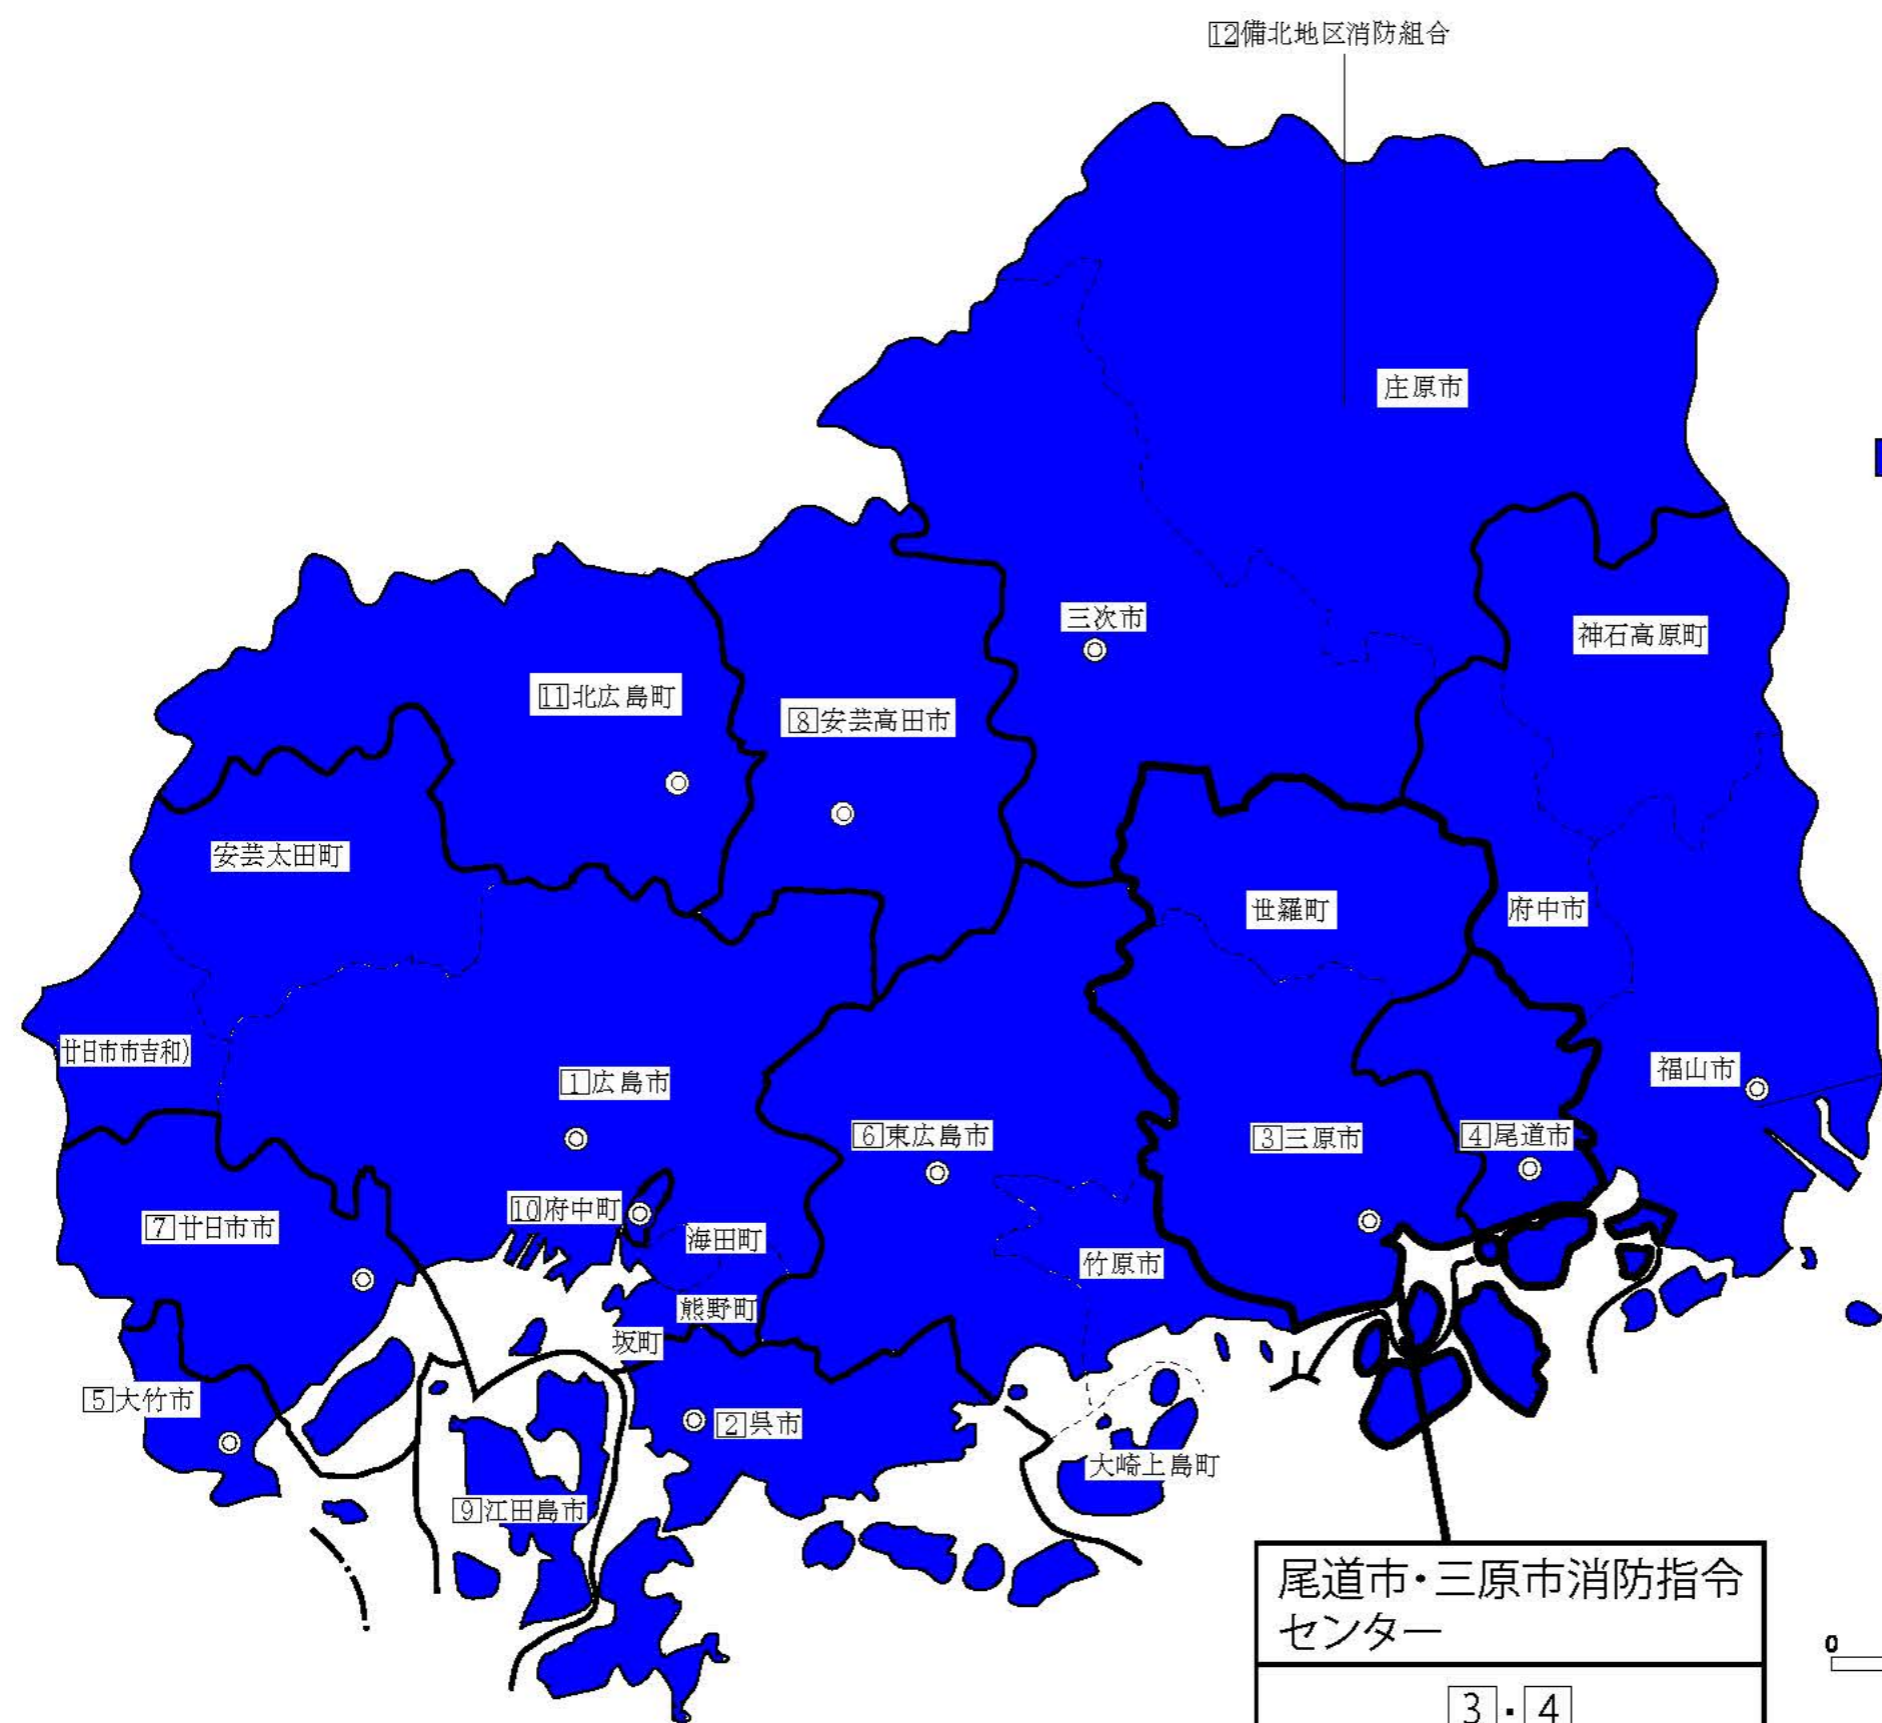 12備北地区消防組合
庄原市
三次市
神石高原町
11北広島町
8安芸高田市
安芸太田町
世羅町
府中市
廿日市市吉和)
1広島市
福山市
6東広島市
3三原市
4尾道市
10府中町
7廿日市市
海田町
竹原市
熊野町
坂町
5大竹市
2呉市
大崎上島町
9江田島市
尾道市・三原市消防指令
センター
0
3・4